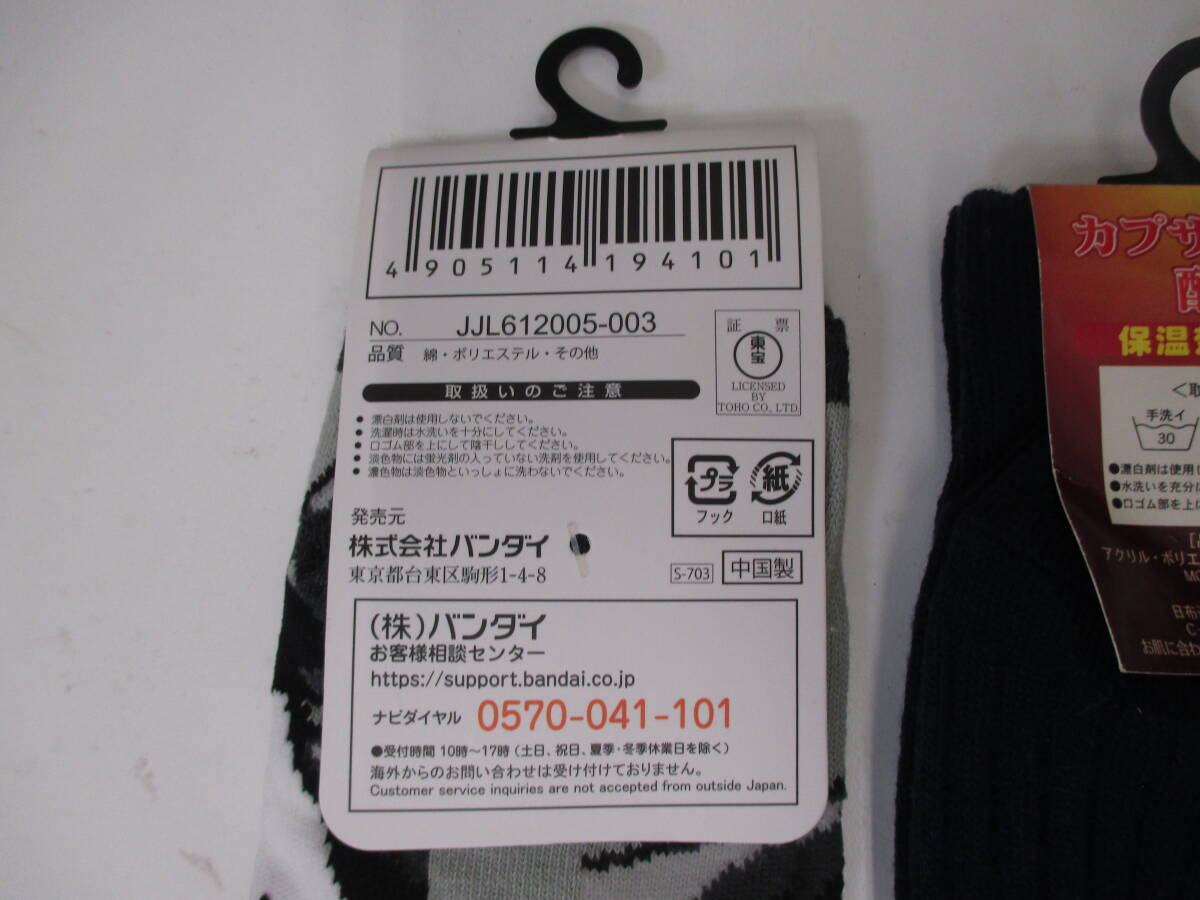 4 905114 194101
NO. JJL612005-003
品質 綿・ポリエステル・その他
証 票
東宝
LICENSED
BY
TOHO CO., LTD.
取扱いのご注意
● 漂白剤は使用しないでください。
● 洗濯時は水洗いを十分にしてください。
● 口ゴム部を上にして陰干ししてください。
● 淡色物には蛍光剤の入っていない洗剤を使用してください。
● 濃色物は淡色物といっしょに洗わないでください。
プラ 紙
フック 口紙
発売元
株式会社バンダイ
東京都台東区駒形1-4-8
S-703 中国製
(株)バンダイ
お客様相談センター
https://support.bandai.co.jp
ナビダイヤル 0570-041-101
●受付時間 10時～17時(土日、祝日、夏季・冬季休業日を除く)
海外からのお問い合わせは受け付けておりません。
Customer service inquiries are not accepted from outside Japan.
カプサ
保温
<取
手洗イ
30
●漂白剤は使用し
●水洗いを充分に
●口ゴム部を上に
アクリル・ポリエ
お肌に合わ